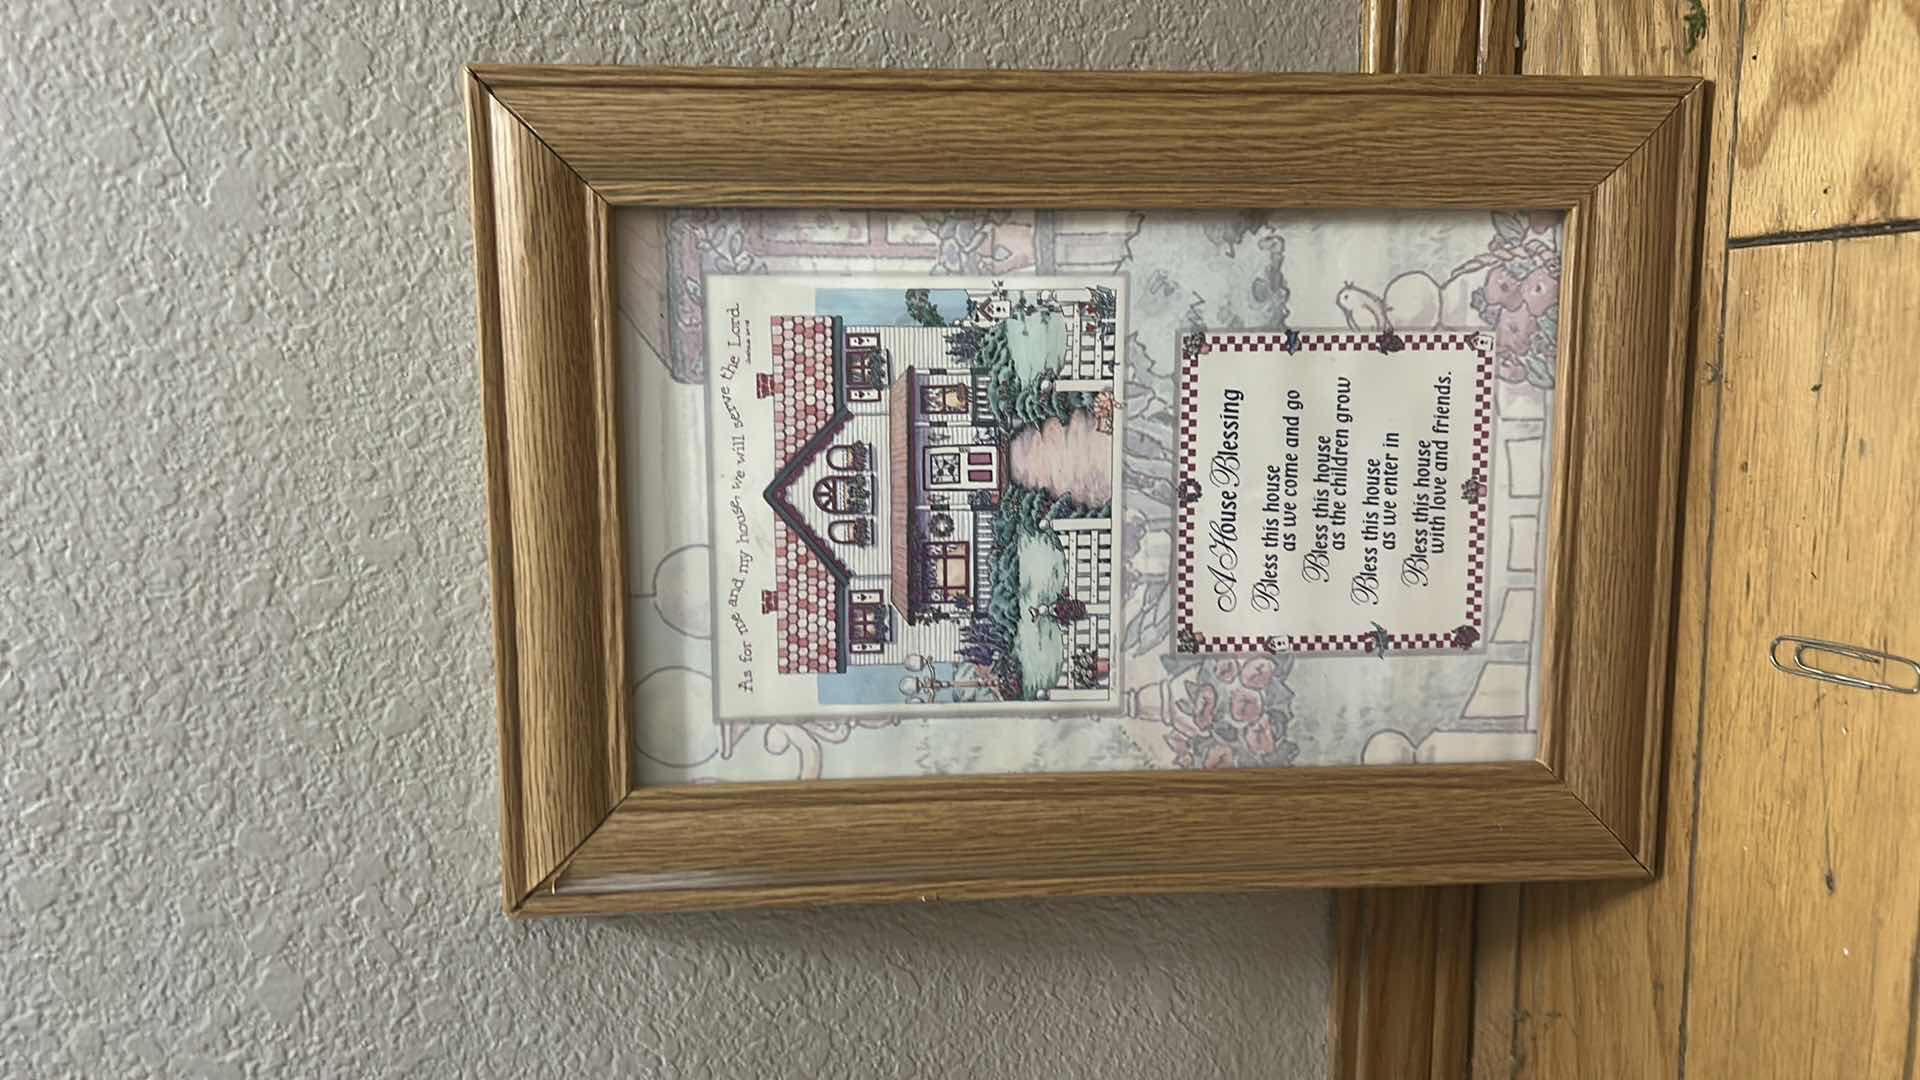 As for me and my house, we will serve the Lord.
A House Blessing
Bless this house
as we come and go
Bless this house
as the children grow
Bless this house
as we enter in
Bless this house
with love and friends.